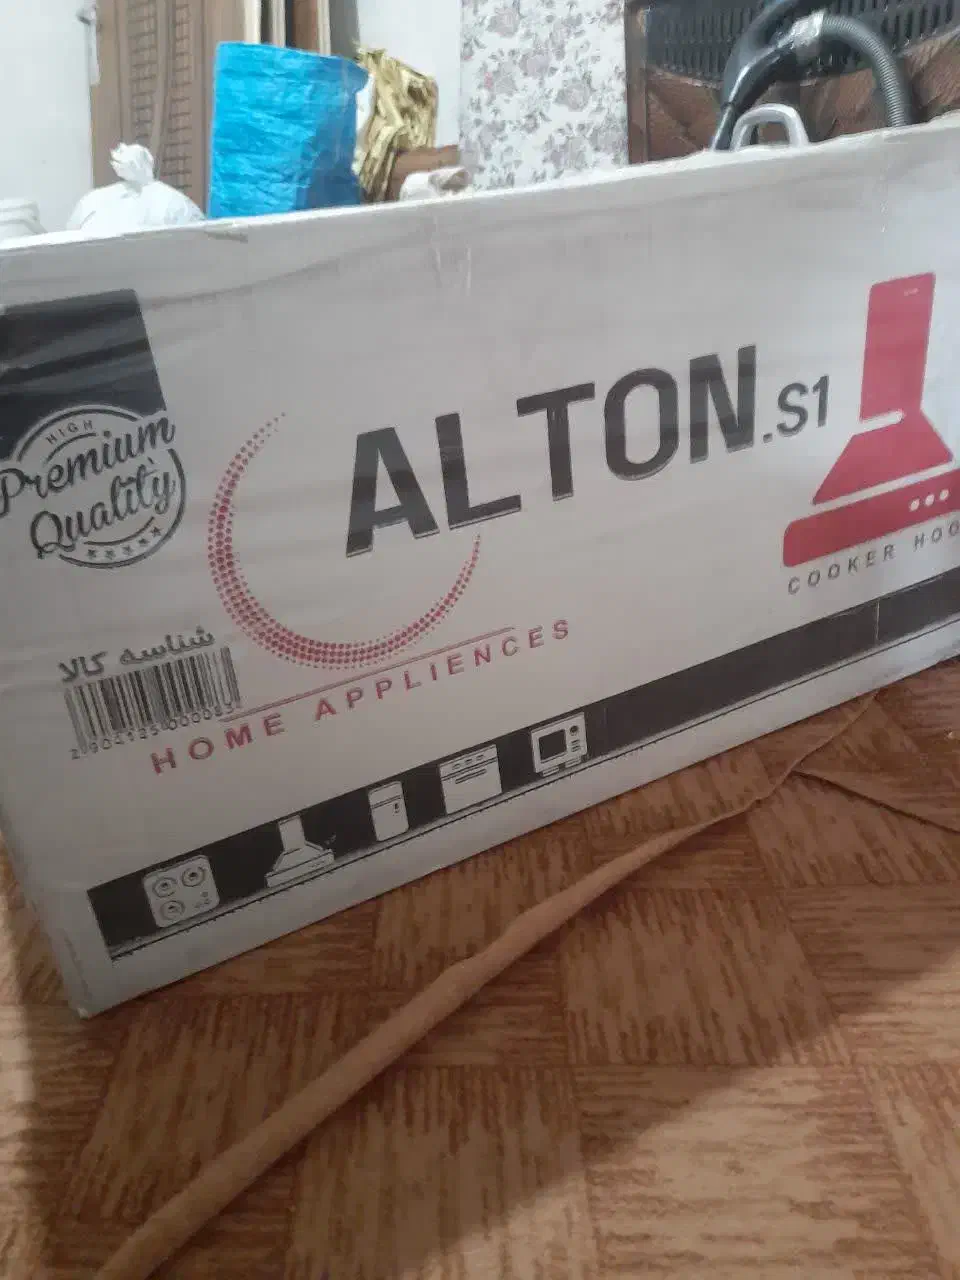 HIGH
Premium
Quality
ALTON.S1
COOKER HOO
شناسه کالا
HOME APPLIENCES